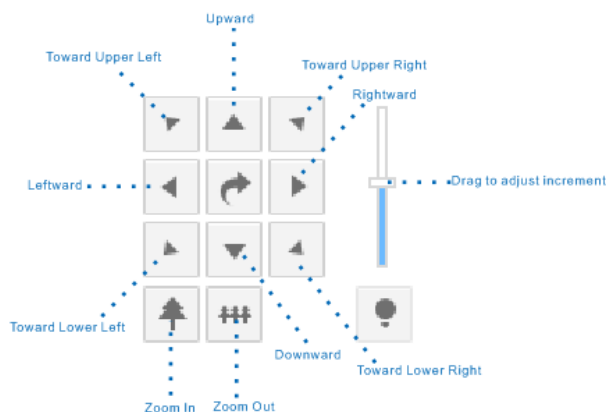 Upward
Toward Upper Left
Toward Upper Right
Rightward
Leftward
Drag to adjust increment
Toward Lower Left
Downward
Toward Lower Right
Zoom In
Zoom Out